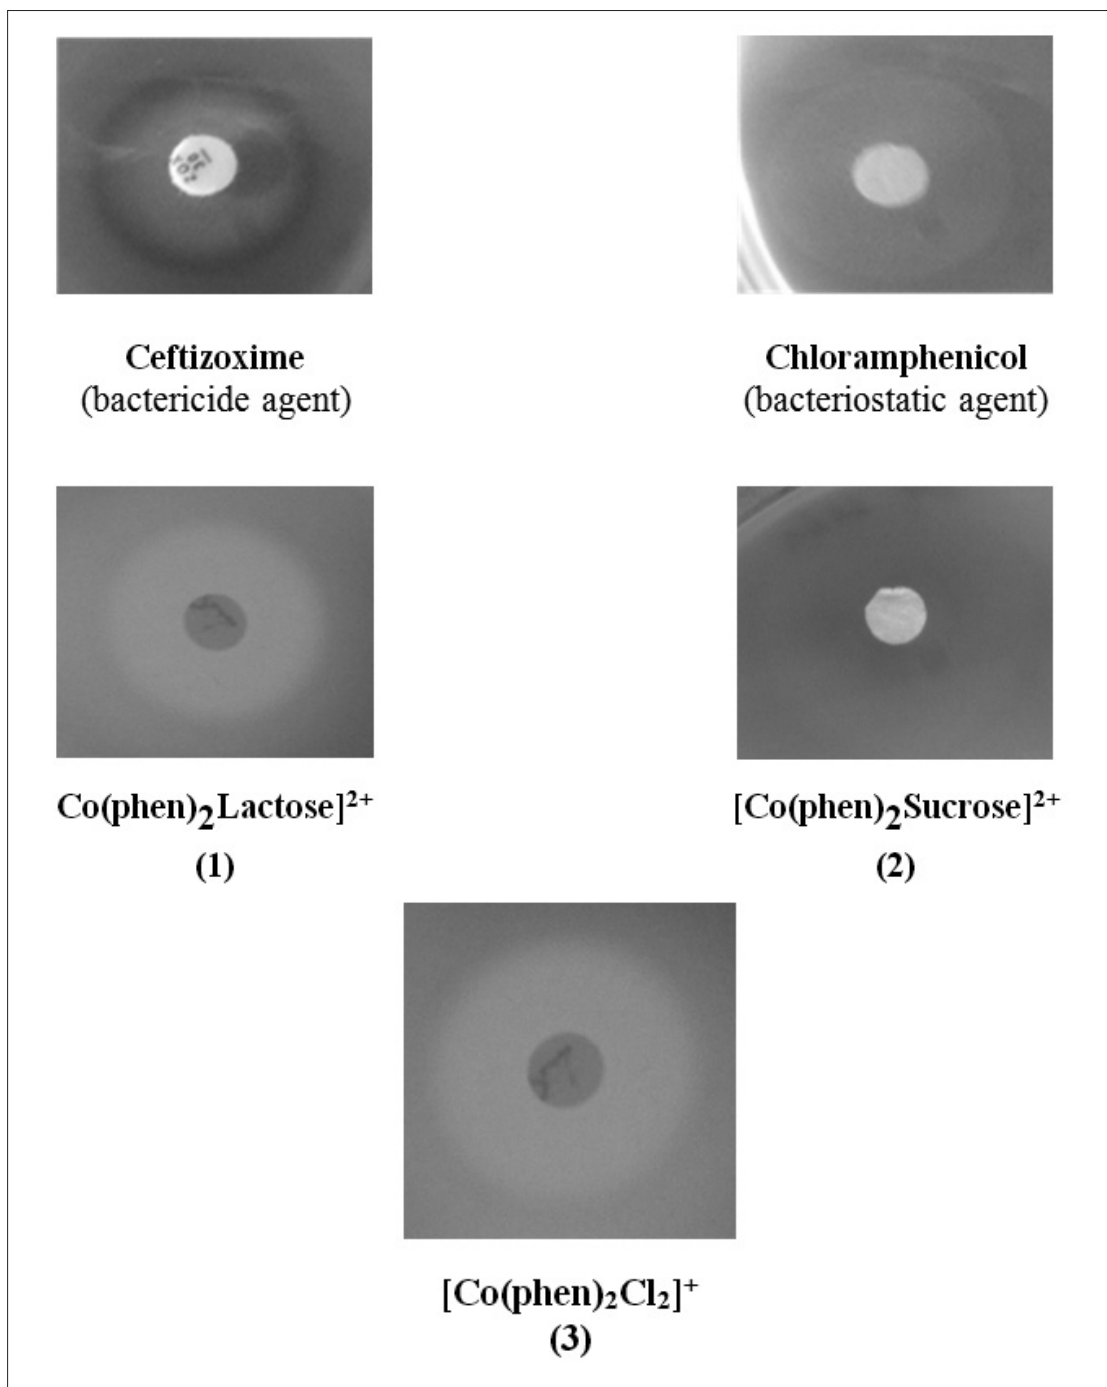 Ceftizoxime
(bactericide agent)
Chloramphenicol
(bacteriostatic agent)
Co(phen)₂Lactose]²⁺
(1)
[Co(phen)₂Sucrose]²⁺
(2)
[Co(phen)₂Cl₂]⁺
(3)